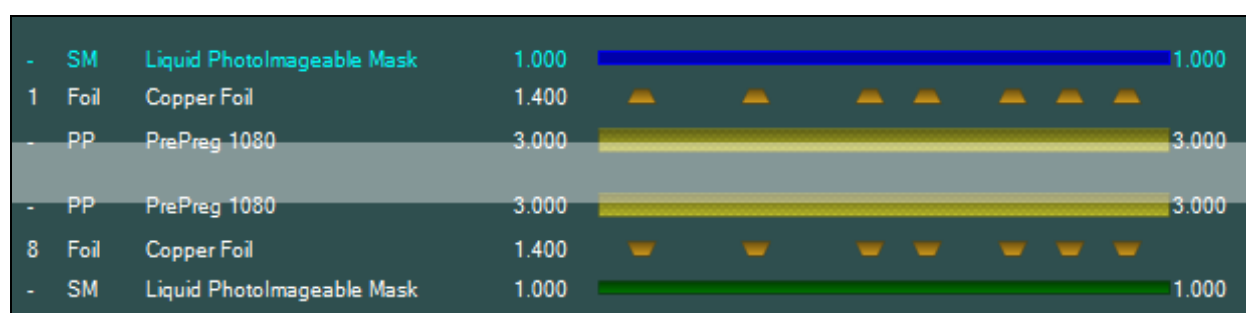 - SM Liquid PhotoImageable Mask 1.000 1.000
1 Foil Copper Foil 1.400
- PP PrePreg 1080 3.000 3.000
- PP PrePreg 1080 3.000 3.000
8 Foil Copper Foil 1.400
- SM Liquid PhotoImageable Mask 1.000 1.000